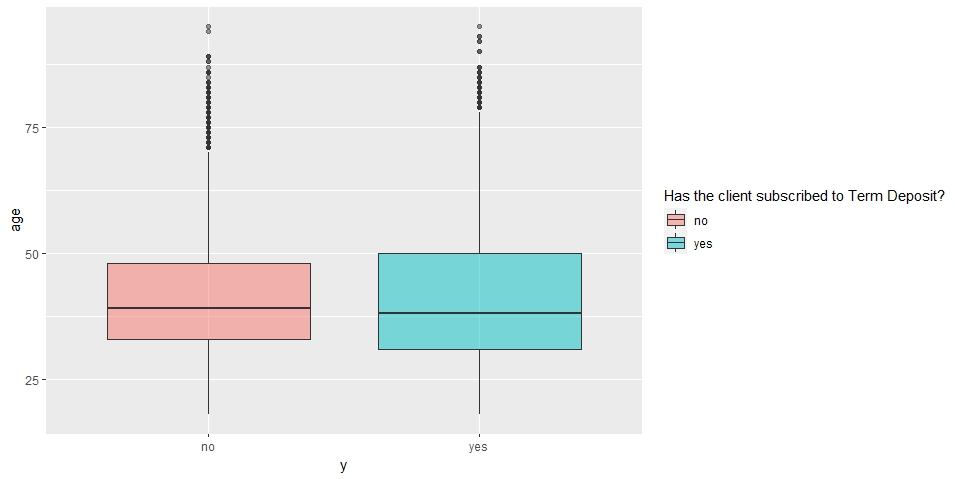 75
50
25
age
no
yes
y
Has the client subscribed to Term Deposit?
no
yes